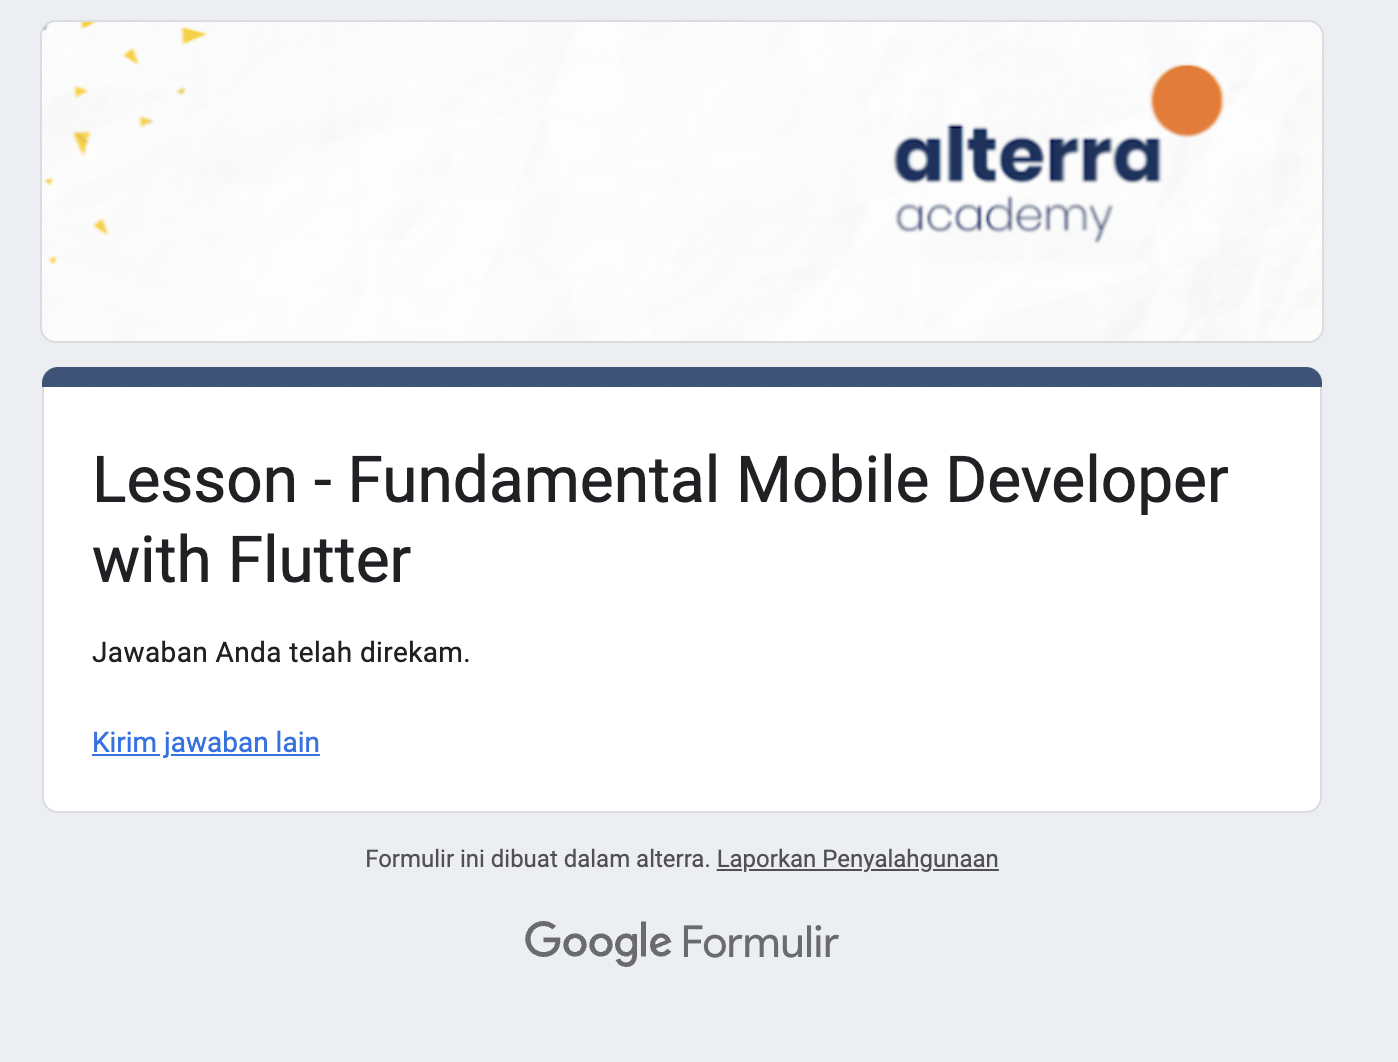 alterra
academy
Lesson - Fundamental Mobile Developer
with Flutter
Jawaban Anda telah direkam.
Kirim jawaban lain
Formulir ini dibuat dalam alterra. Laporkan Penyalahgunaan
Google Formulir